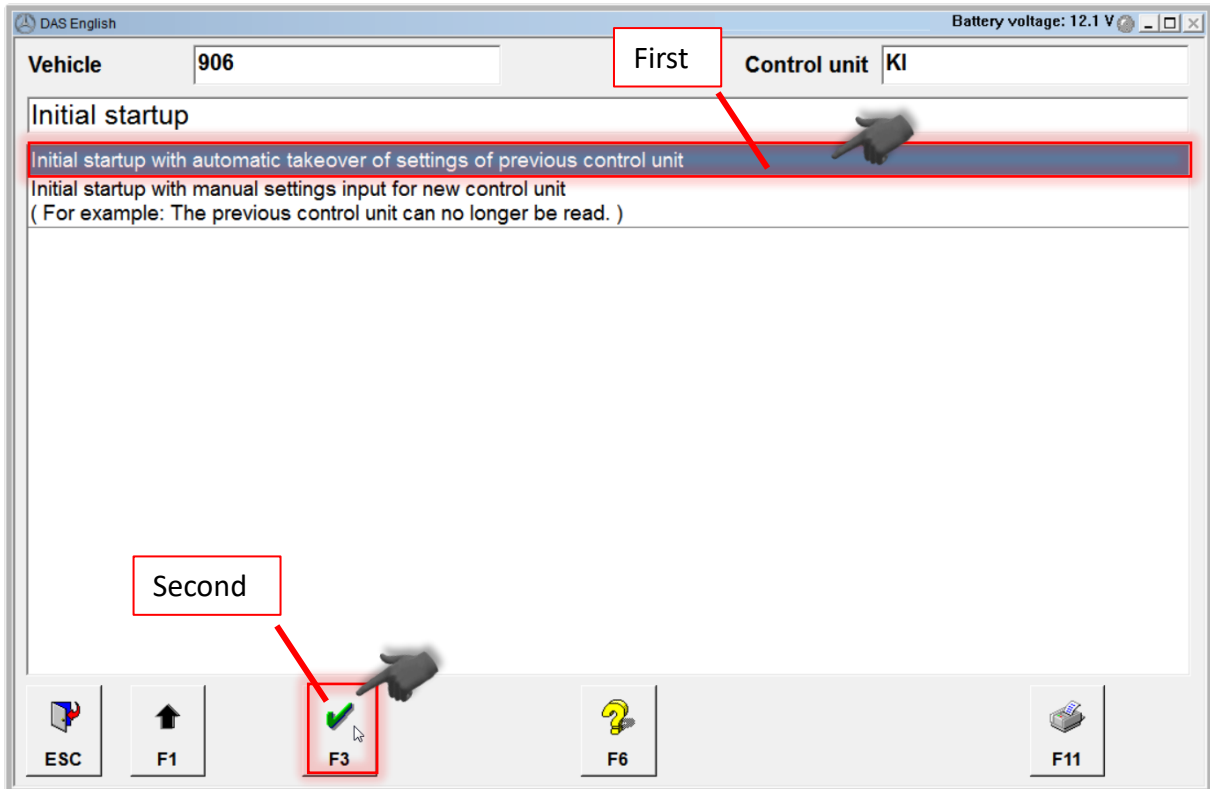 DAS English Battery voltage: 12.1 V
Vehicle 906 First Control unit KI
Initial startup
Initial startup with automatic takeover of settings of previous control unit
Initial startup with manual settings input for new control unit
( For example: The previous control unit can no longer be read. )
Second
ESC F1 F3 F6 F11